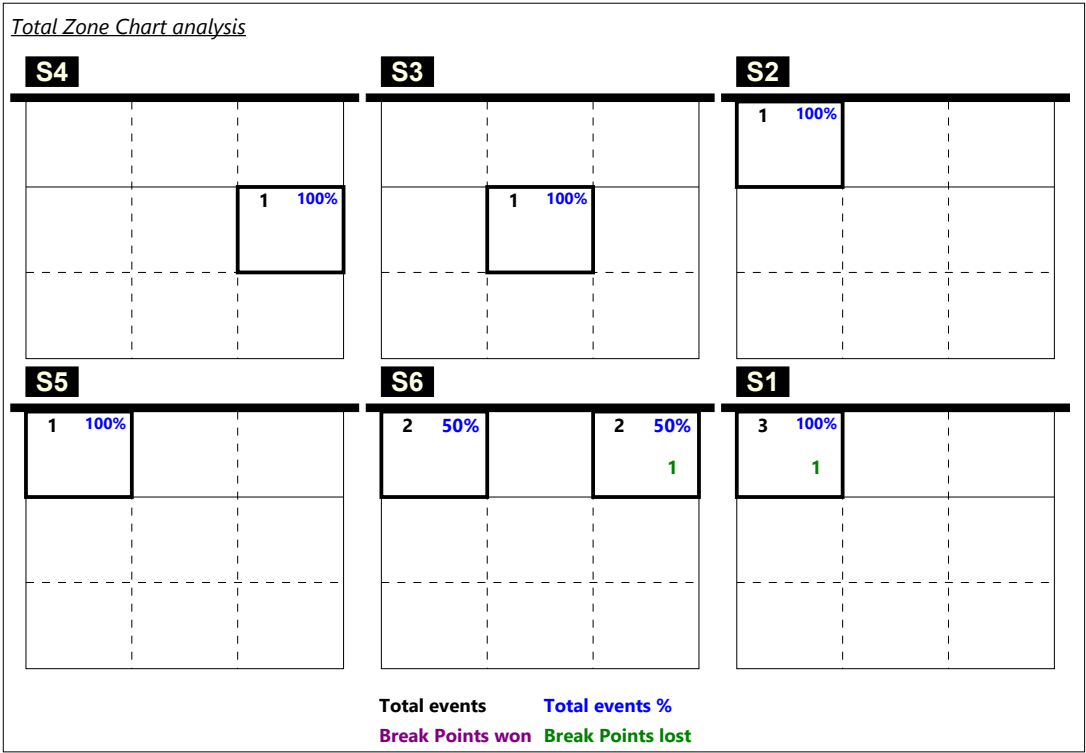 Total Zone Chart analysis
S4 S3 S2
1 100%
1 100% 1 100%
S5 S6 S1
1 100% 2 50% 2 50% 3 100%
1 1
Total events Total events %
Break Points won Break Points lost